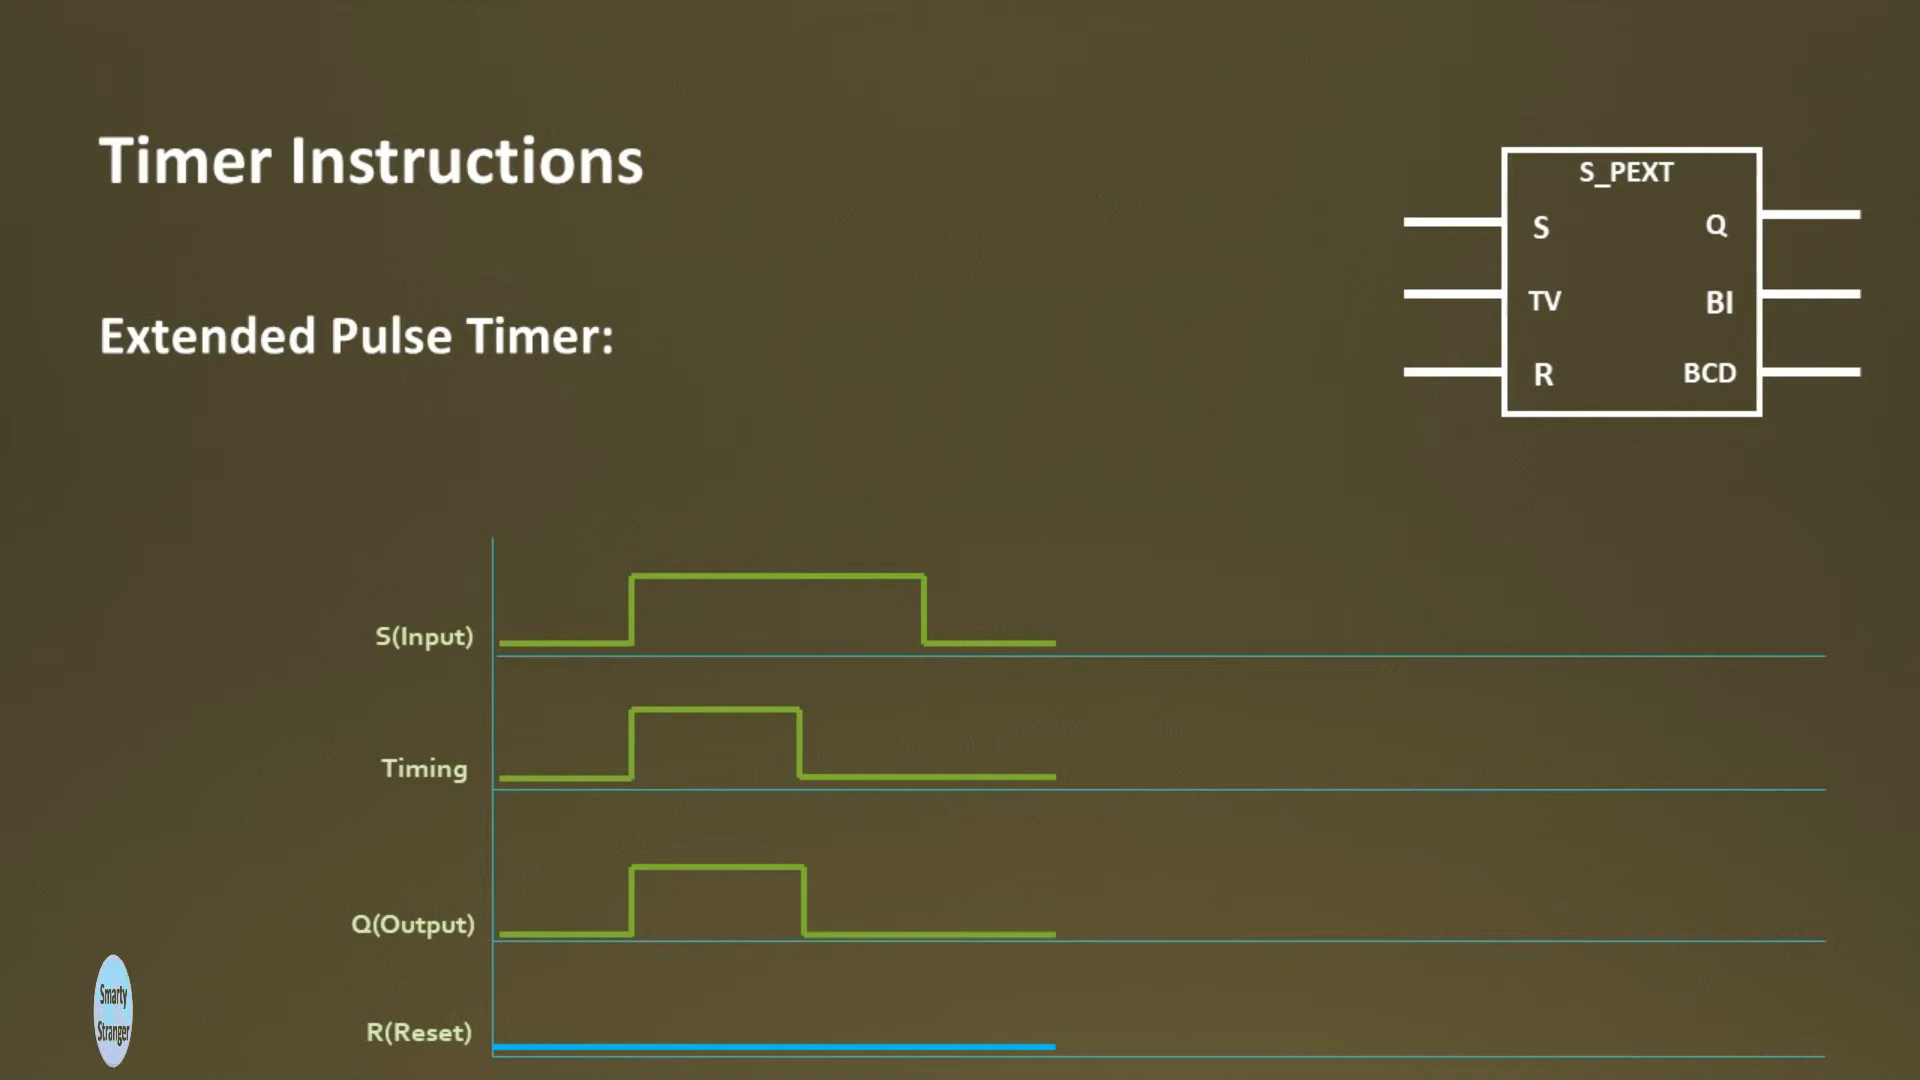 Timer Instructions
S_PEXT
S Q
TV BI
R BCD
Extended Pulse Timer:
S(Input)
Timing
Q(Output)
R(Reset)
Smarty
Stranger